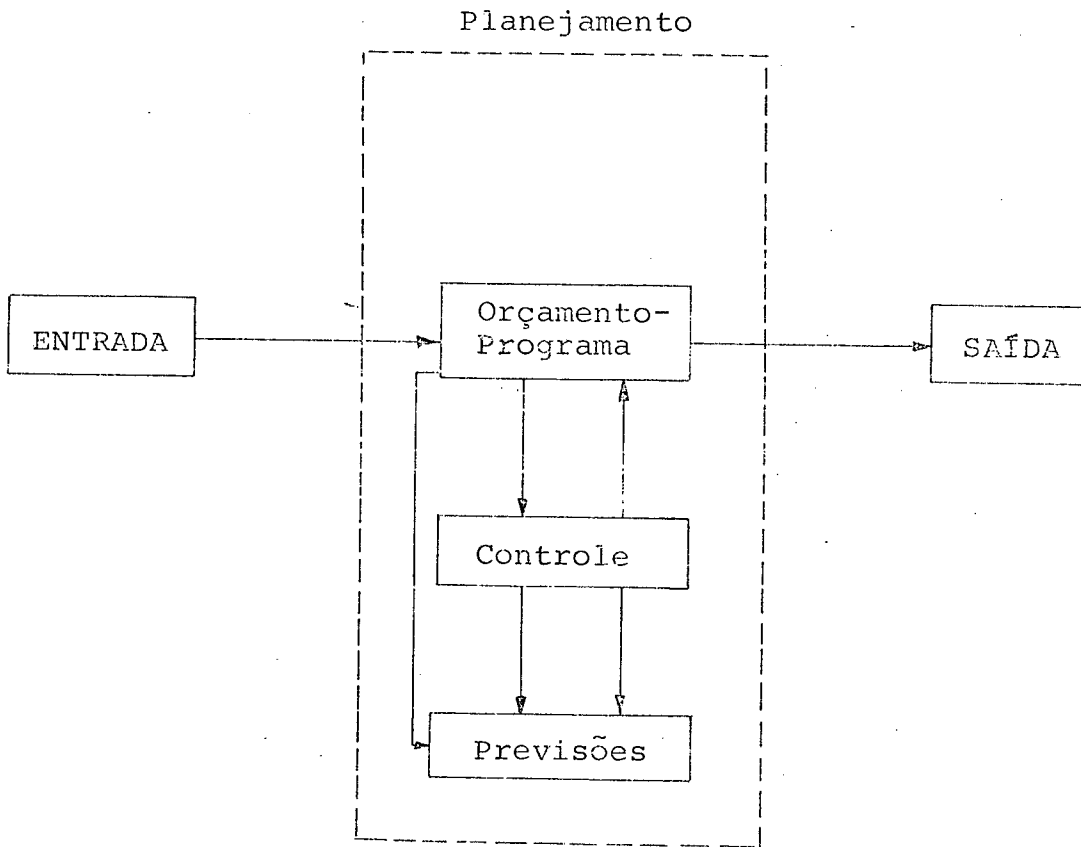 Planejamento
ENTRADA
Orçamento-
Programa
SAÍDA
Controle
Previsões